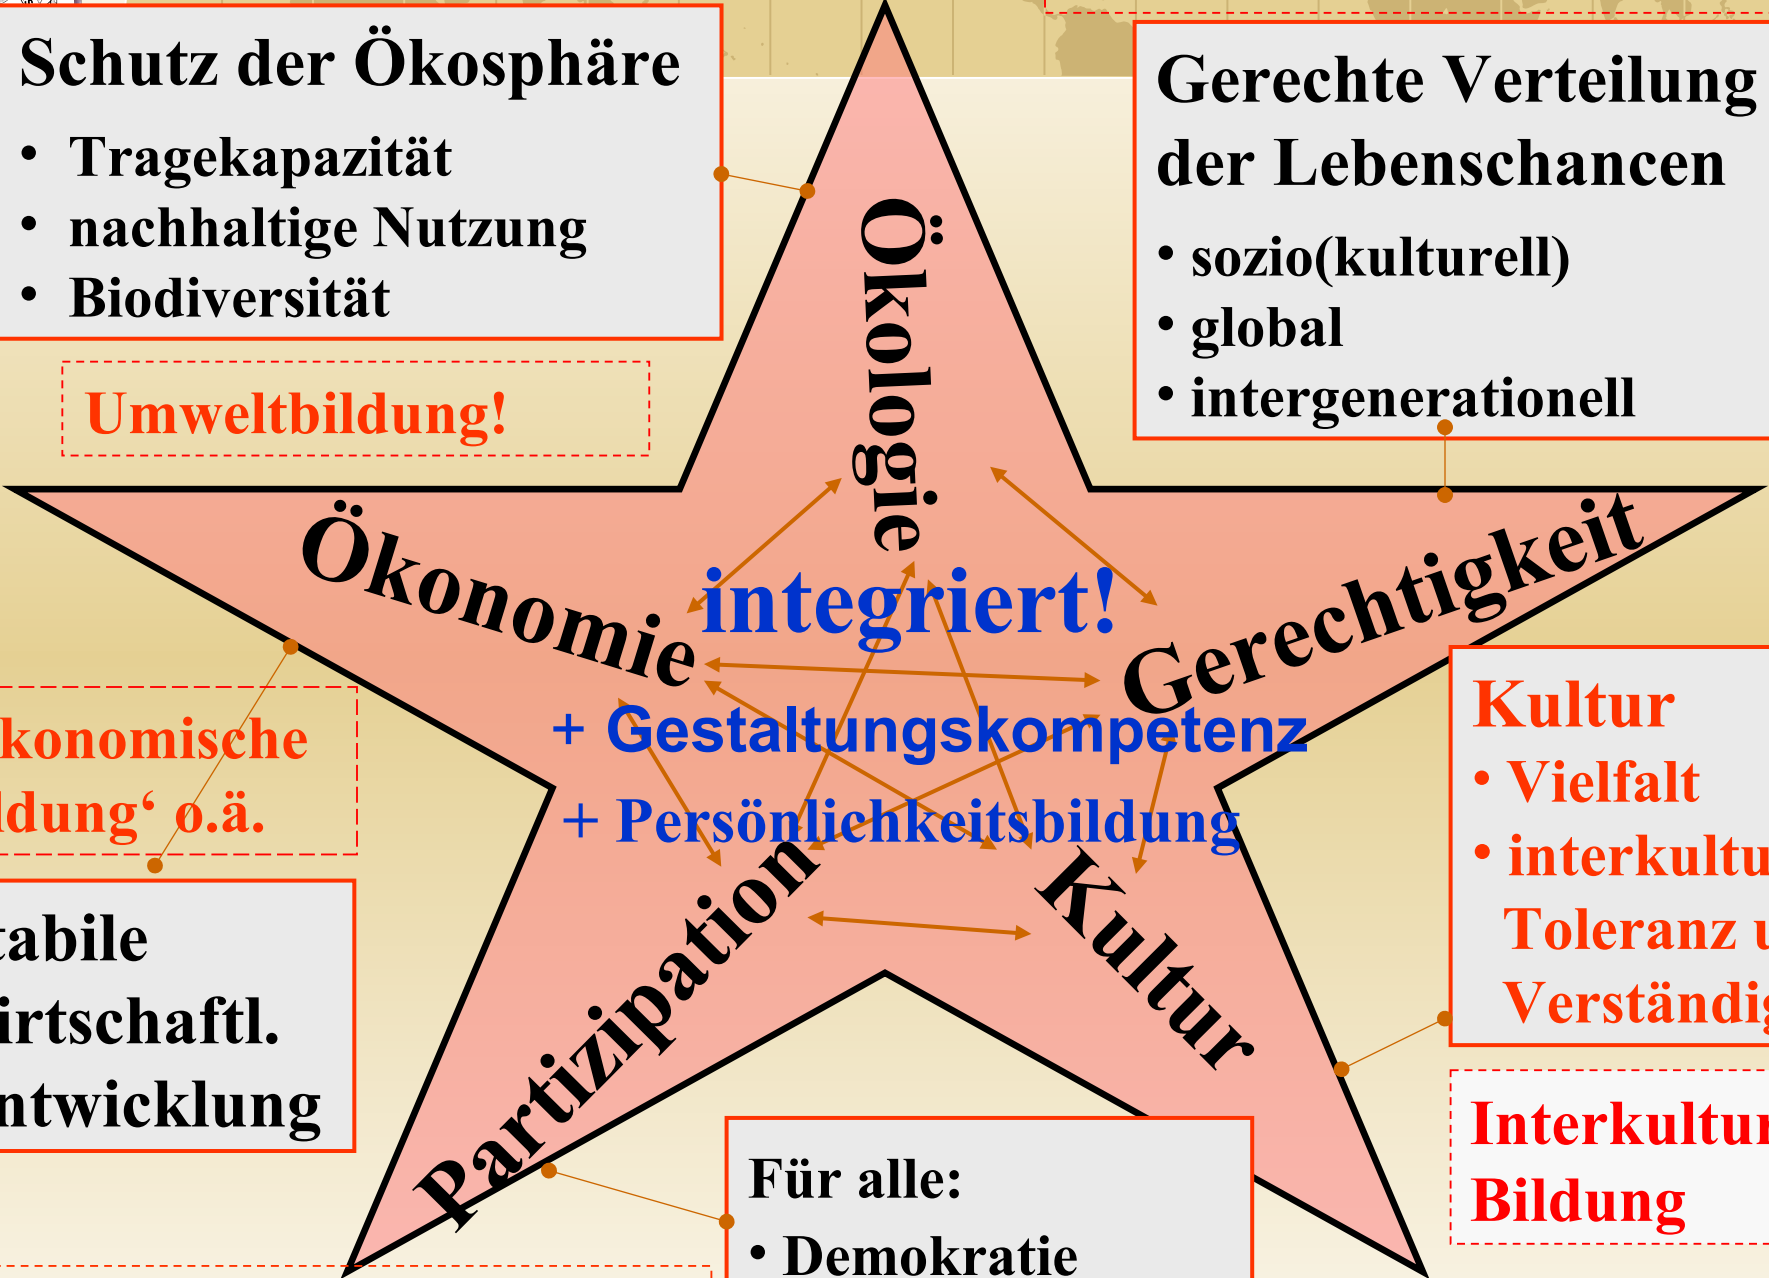 Schutz der Ökosphäre
• Tragekapazität
• nachhaltige Nutzung
• Biodiversität
Umweltbildung!
Gerechte Verteilung
der Lebenschancen
• sozio(kulturell)
• global
• intergenerationell
Ökologie
Ökonomie
Gerechtigkeit
integriert!
+ Gestaltungskompetenz
+ Persönlichkeitsbildung
Partizipation
Kultur
konomische
ldung‘ o.ä.
tabile
irtschaftl.
ntwicklung
Kultur
• Vielfalt
• interkultu
Toleranz u
Verständig
Interkultur
Bildung
Für alle:
• Demokratie